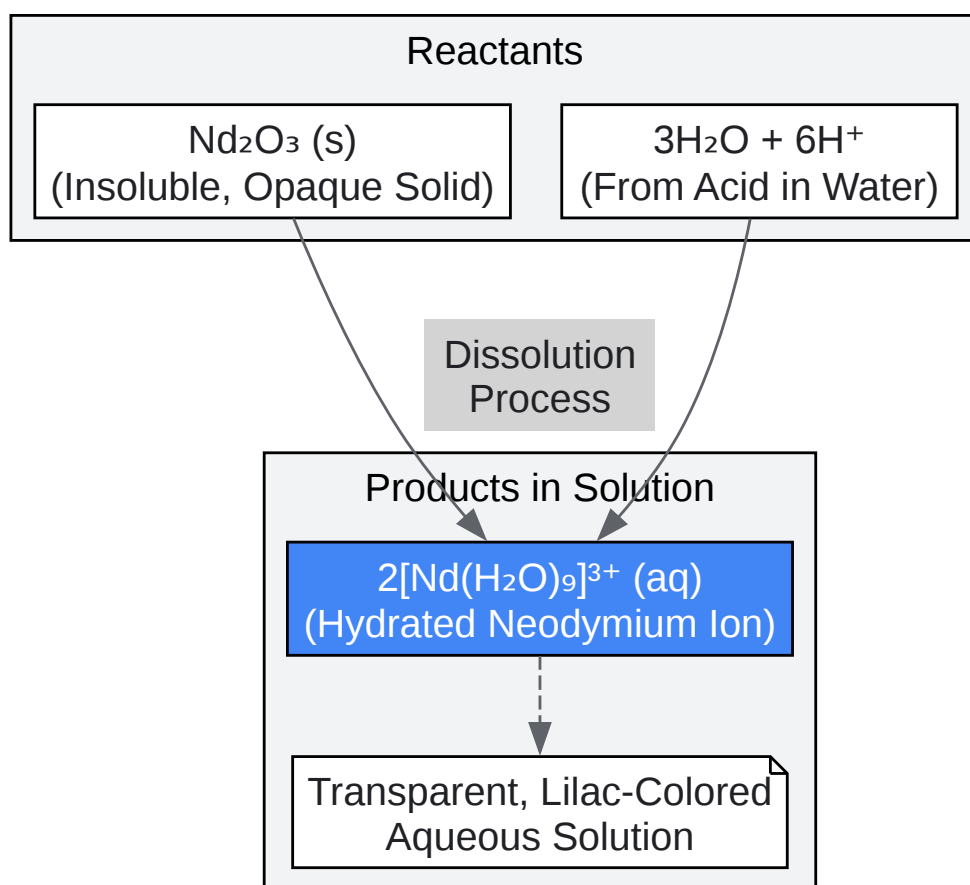 Reactants
Nd₂O₃ (s)
(Insoluble, Opaque Solid)
3H₂O + 6H⁺
(From Acid in Water)
Dissolution
Process
Products in Solution
2[Nd(H₂O)₉]³⁺ (aq)
(Hydrated Neodymium Ion)
Transparent, Lilac-Colored
Aqueous Solution